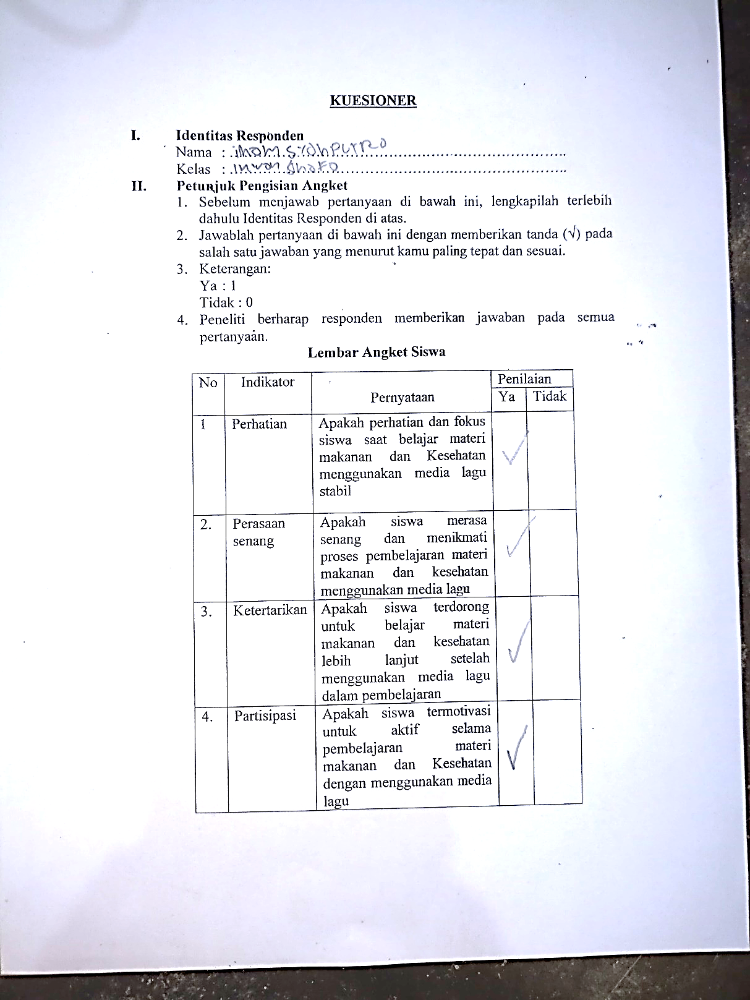 KUESIONER
I. Identitas Responden
Nama :
Kelas :
II. Petunjuk Pengisian Angket
1. Sebelum menjawab pertanyaan di bawah ini, lengkapilah terlebih
dahulu Identitas Responden di atas.
2. Jawablah pertanyaan di bawah ini dengan memberikan tanda (√) pada
salah satu jawaban yang menurut kamu paling tepat dan sesuai.
3. Keterangan:
Ya : 1
Tidak : 0
4. Peneliti berharap responden memberikan jawaban pada semua
pertanyaan.
Lembar Angket Siswa
No Indikator Pernyataan Penilaian
Ya Tidak
1 Perhatian Apakah perhatian dan fokus
siswa saat belajar materi
makanan dan Kesehatan
menggunakan media lagu
stabil
✓
2. Perasaan senang Apakah siswa merasa
senang dan menikmati
proses pembelajaran materi
makanan dan kesehatan
menggunakan media lagu
✓
3. Ketertarikan Apakah siswa terdorong
untuk belajar materi
makanan dan kesehatan
lebih lanjut setelah
menggunakan media lagu
dalam pembelajaran
✓
4. Partisipasi Apakah siswa termotivasi
untuk aktif selama
pembelajaran materi
makanan dan Kesehatan
dengan menggunakan media
lagu
✓